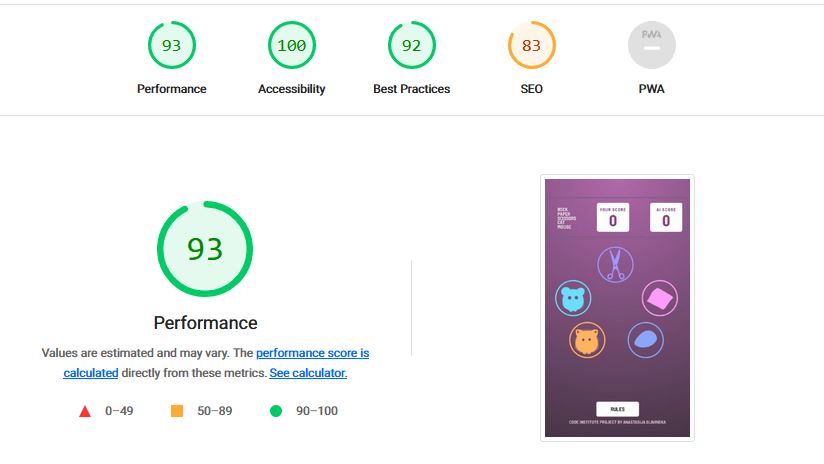 93
100
92
83
PWA
Performance
Accessibility
Best Practices
SEO
PWA
93
Performance
Values are estimated and may vary. The performance score is
calculated directly from these metrics. See calculator.
0–49
50–89
90–100
ROCK
PAPER
SCISSORS
CAT
MOUSE
YOUR SCORE
0
AI SCORE
0
RULES
CODE INSTITUTE PROJECT BY ANASTASIJA